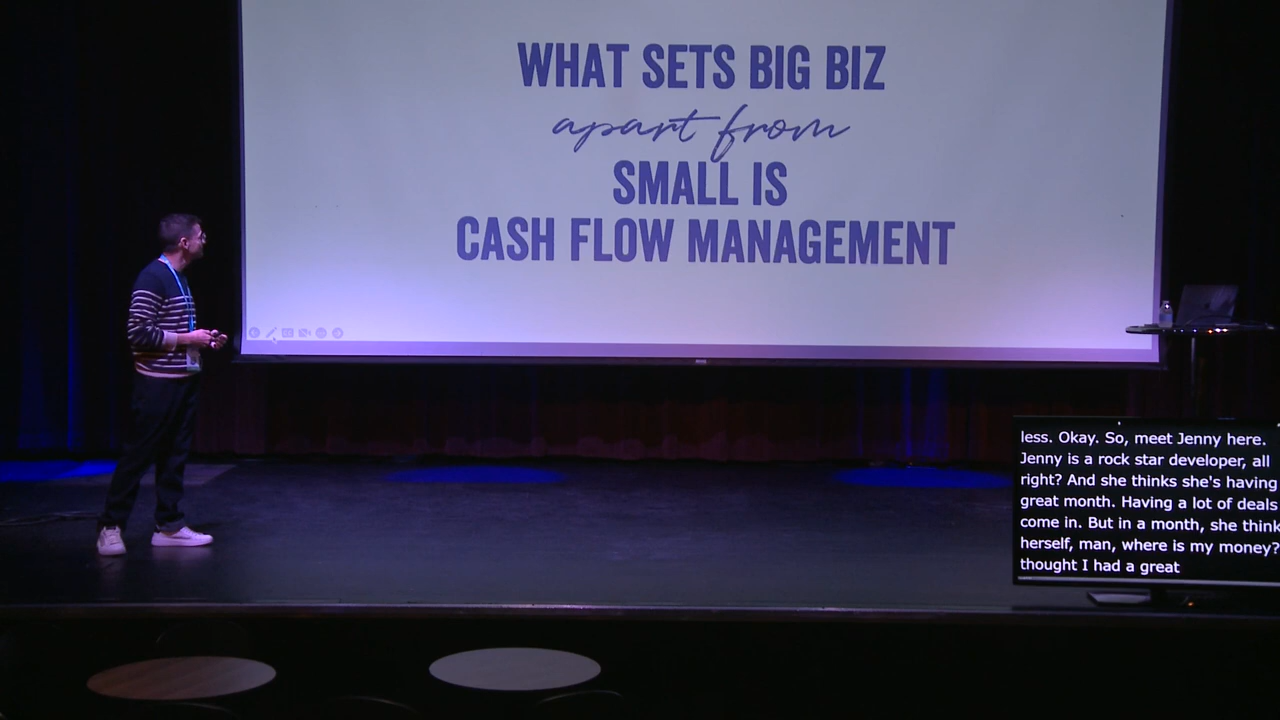 WHAT SETS BIG BIZ
apart from
SMALL IS
CASH FLOW MANAGEMENT
less. Okay. So, meet Jenny here.
Jenny is a rock star developer, all
right? And she thinks she's having
great month. Having a lot of deals
come in. But in a month, she think
herself, man, where is my money?
thought I had a great